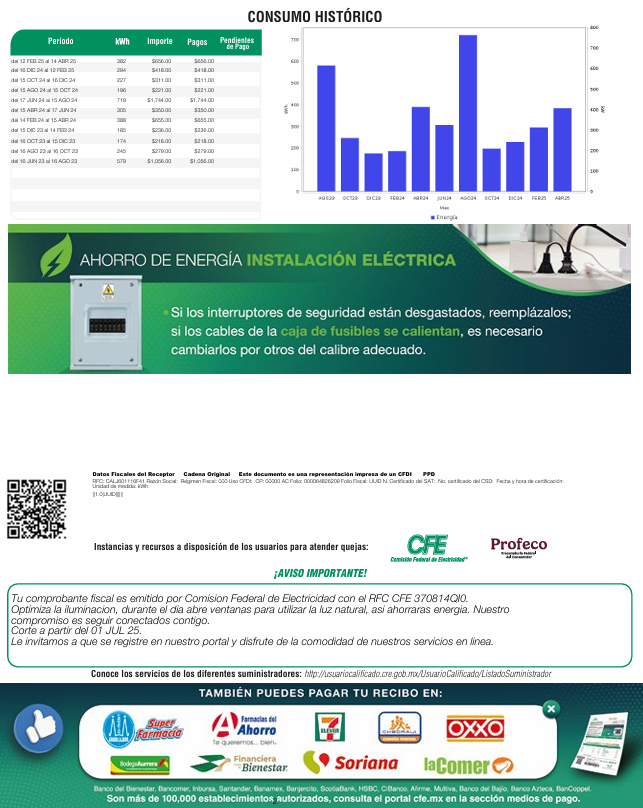 CONSUMO HISTÓRICO
Período kWh Importe Pagos Pendientes de Pago
del 12 FEB 25 al 14 ABR 25 382 $656.00 $656.00
del 16 DIC 24 al 12 FEB 25 294 $418.00 $418.00
del 15 OCT 24 al 16 DIC 24 227 $311.00 $311.00
del 15 AGO 24 al 15 OCT 24 196 $221.00 $221.00
del 17 JUN 24 al 15 AGO 24 719 $1,744.00 $1,744.00
del 15 ABR 24 al 17 JUN 24 305 $350.00 $350.00
del 14 FEB 24 al 15 ABR 24 388 $655.00 $655.00
del 15 DIC 23 al 14 FEB 24 185 $236.00 $236.00
del 16 OCT 23 al 15 DIC 23 174 $218.00 $218.00
del 16 AGO 23 al 16 OCT 23 245 $279.00 $279.00
del 16 JUN 23 al 16 AGO 23 579 $1,056.00 $1,056.00
700 600 500 400 300 200 100 0
kWh
800 700 600 500 400 300 200 100 0
AGO23 OCT23 DIC23 FEB24 ABR24 JUN24 AGO24 OCT24 DIC24 FEB25 ABR25
Mes
Energía
AHORRO DE ENERGÍA INSTALACIÓN ELÉCTRICA
• Si los interruptores de seguridad están desgastados, reemplázalos;
si los cables de la caja de fusibles se calientan, es necesario
cambiarlos por otros del calibre adecuado.
Datos Fiscales del Receptor Cadena Original Este documento es una representación impresa de un CFDI PPD
Razón Social: Régimen Fiscal: Uso CFDI: CP: 00000 AC Folio: Folio Fiscal: UUID N. Certificado del SAT: No. certificado del CSD: Fecha y hora de certificación:
Unidad de medida: kWh
Instancias y recursos a disposición de los usuarios para atender quejas:
CFE
Comisión Federal de Electricidad
Profeco
Procuraduría Federal del Consumidor
¡AVISO IMPORTANTE!
Tu comprobante fiscal es emitido por Comision Federal de Electricidad con el RFC CFE 370814QI0.
Optimiza la iluminacion, durante el dia abre ventanas para utilizar la luz natural, asi ahorraras energia. Nuestro
compromiso es seguir conectados contigo.
Corte a partir del 01 JUL 25.
Le invitamos a que se registre en nuestro portal y disfrute de la comodidad de nuestros servicios en linea.
Conoce los servicios de los diferentes suministradores: http://usuariocalificado.cre.gob.mx/UsuarioCalificado/ListadoSuministrador
TAMBIÉN PUEDES PAGAR TU RECIBO EN:
Super Farmacia
Farmacias del Ahorro
Te queremos... bien.
7 ELEVEN
CHEDRAUI
OXXO
Bodega Aurrera
Financiera Bienestar
Soriana
laComer
Banco del Bienestar, Bancomer, Inbursa, Santander, Banamex, Banjercito, ScotiaBank, HSBC, CiBanco, Afirme, Multiva, Banco del Bajío, Banco Azteca, BanCoppel.
Son más de 100,000 establecimientos autorizados, consulta el portal cfe.mx en la sección medios de pago.